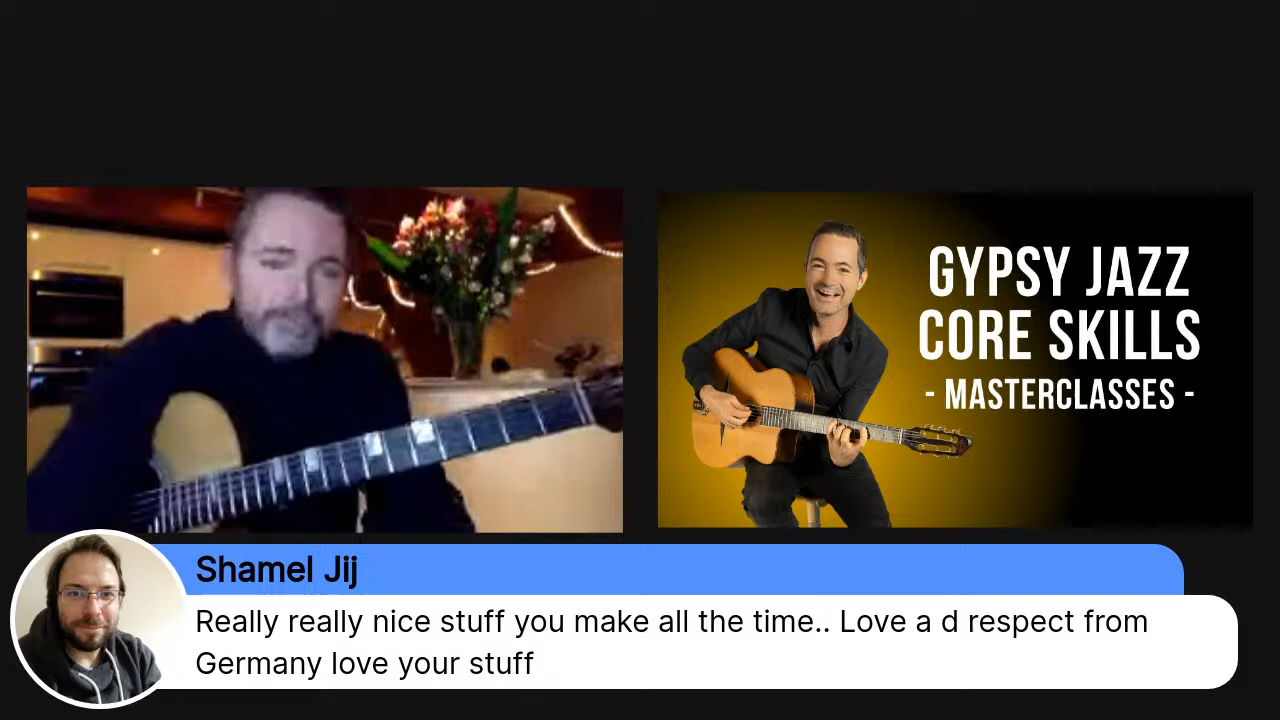 GYPSY JAZZ
CORE SKILLS
- MASTERCLASSES -
Shamel Jij
Really really nice stuff you make all the time.. Love a d respect from
Germany love your stuff